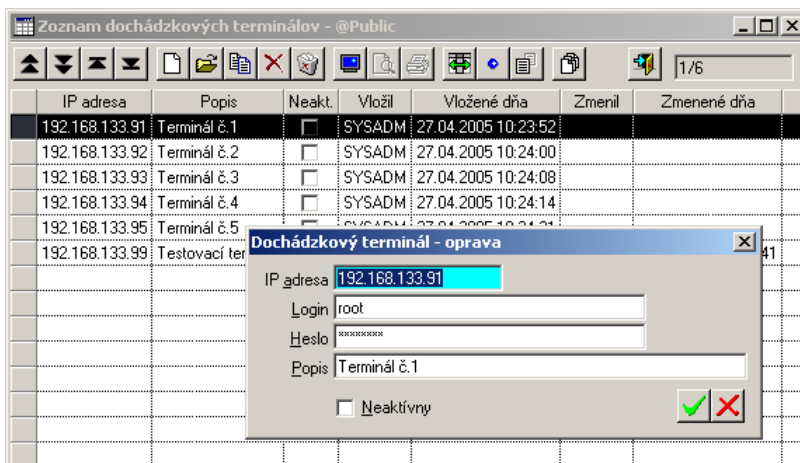 Zoznam dochádzkových terminálov - @Public
1/6
IP adresa Popis Neakt. Vložil Vložené dňa Zmenil Zmenené dňa
192.168.133.91 Terminál č.1 SYSADM 27.04.2005 10:23:52
192.168.133.92 Terminál č.2 SYSADM 27.04.2005 10:24:00
192.168.133.93 Terminál č.3 SYSADM 27.04.2005 10:24:08
192.168.133.94 Terminál č.4 SYSADM 27.04.2005 10:24:14
192.168.133.95 Terminál č.5
192.168.133.99 Testovací ter 41
Dochádzkový terminál - oprava
IP adresa 192.168.133.91
Login root
Heslo ********
Popis Terminál č.1
Neaktívny